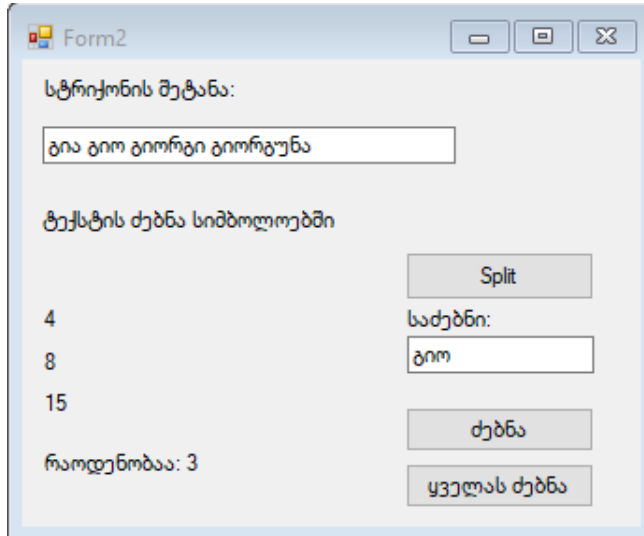 Form2
სტრიქონის შეტანა:
გია გიო გიორგი გიორგუნა
ტექსტის ძებნა სიმბოლოებში
Split
4
საძებნი:
8
გიო
15
ძებნა
რაოდენობაა: 3
ყველას ძებნა